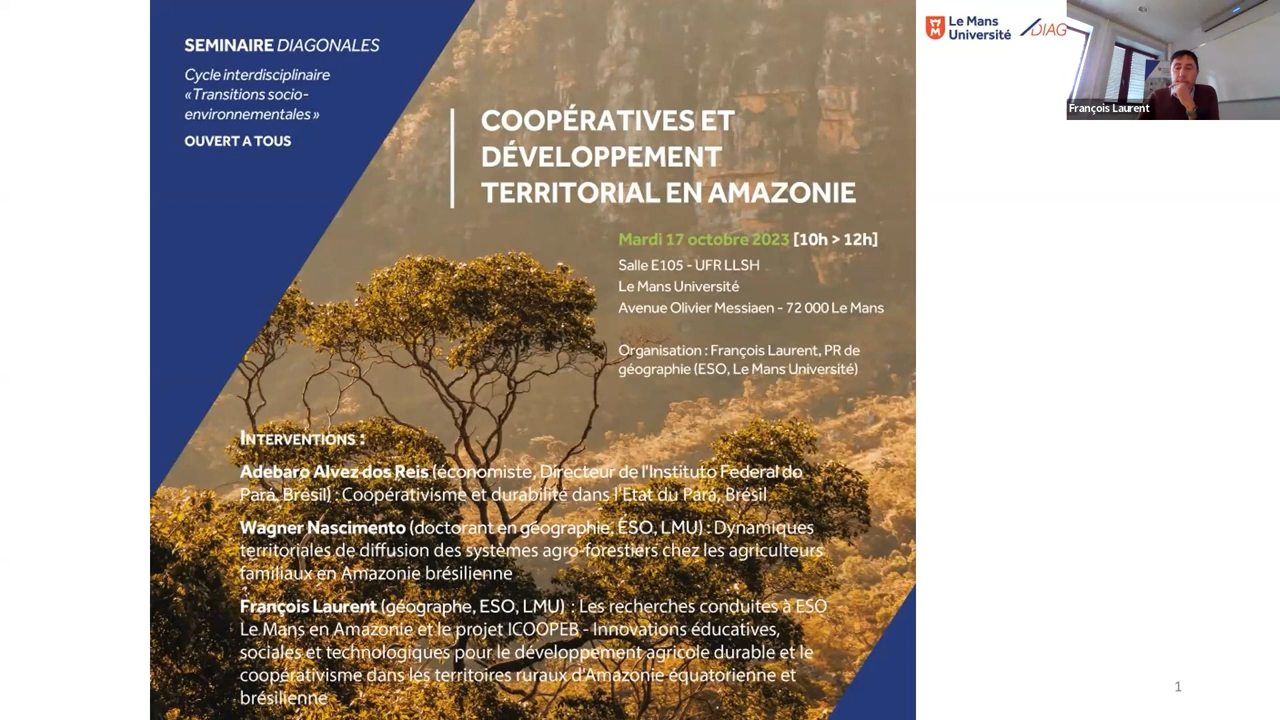 SEMINAIRE DIAGONALES
Cycle interdisciplinaire
« Transitions socio-
environnementales »
OUVERT A TOUS
COOPÉRATIVES ET
DÉVELOPPEMENT
TERRITORIAL EN AMAZONIE
Mardi 17 octobre 2023 [10h > 12h]
Salle E105 - UFR LLSH
Le Mans Université
Avenue Olivier Messiaen - 72 000 Le Mans
Organisation : François Laurent, PR de
géographie (ESO, Le Mans Université)
INTERVENTIONS :
Adebaro Alvez dos Reis (économiste, Directeur de l'Instituto Federal do
Pará, Brésil) : Coopérativisme et durabilité dans l'Etat du Pará, Brésil
Wagner Nascimento (doctorant en géographie, ESO, LMU) : Dynamiques
territoriales de diffusion des systèmes agro-forestiers chez les agriculteurs
familiaux en Amazonie brésilienne
François Laurent (géographe, ESO, LMU) : Les recherches conduites à ESO
Le Mans en Amazonie et le projet ICOOPEB - Innovations éducatives,
sociales et technologiques pour le développement agricole durable et le
coopérativisme dans les territoires ruraux d'Amazonie équatorienne et
brésilienne
Le Mans
Université
DIAG
François Laurent
1